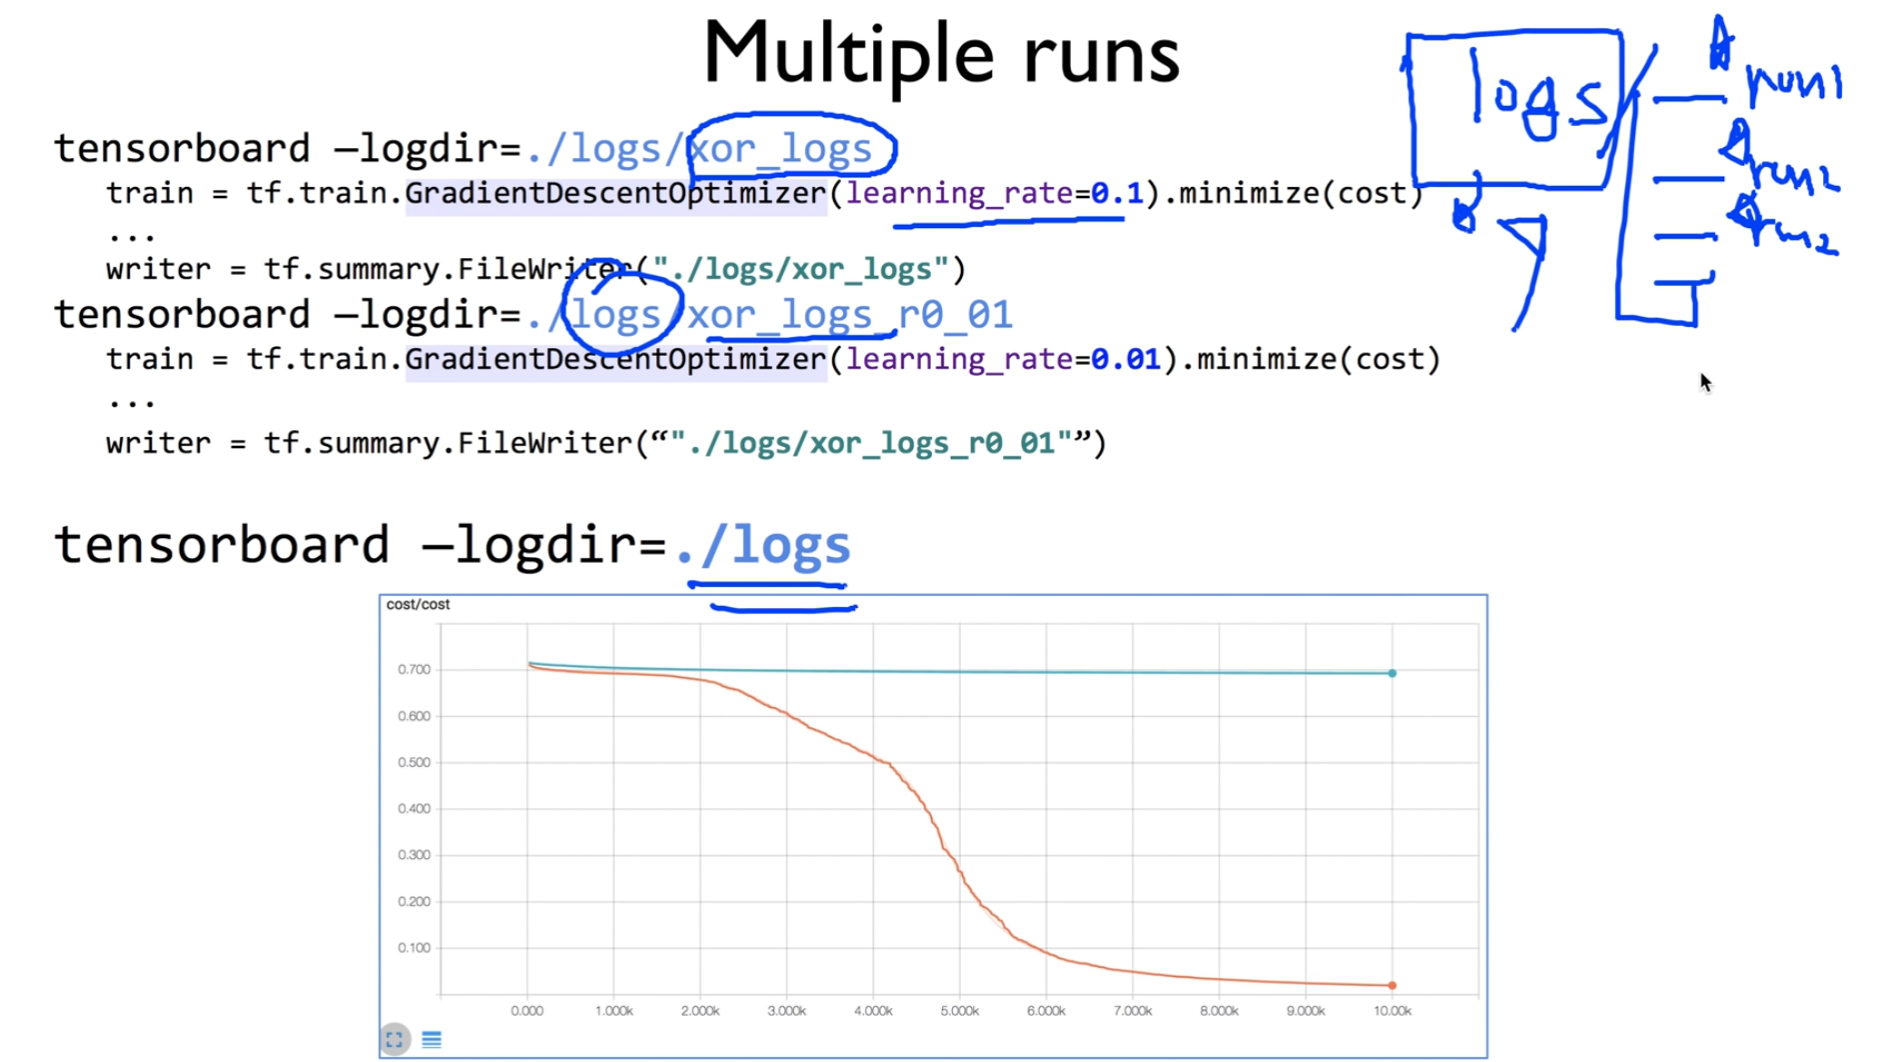 Multiple runs
tensorboard —logdir=./logs/xor_logs
train = tf.train.GradientDescentOptimizer(learning_rate=0.1).minimize(cost)
...
writer = tf.summary.FileWriter("./logs/xor_logs")
tensorboard —logdir=./logs/xor_logs_r0_01
train = tf.train.GradientDescentOptimizer(learning_rate=0.01).minimize(cost)
...
writer = tf.summary.FileWriter(“"./logs/xor_logs_r0_01"”)
tensorboard —logdir=./logs
logs
run1
run2
run2
cost/cost
0.700
0.600
0.500
0.400
0.300
0.200
0.100
0.000 1.000k 2.000k 3.000k 4.000k 5.000k 6.000k 7.000k 8.000k 9.000k 10.00k